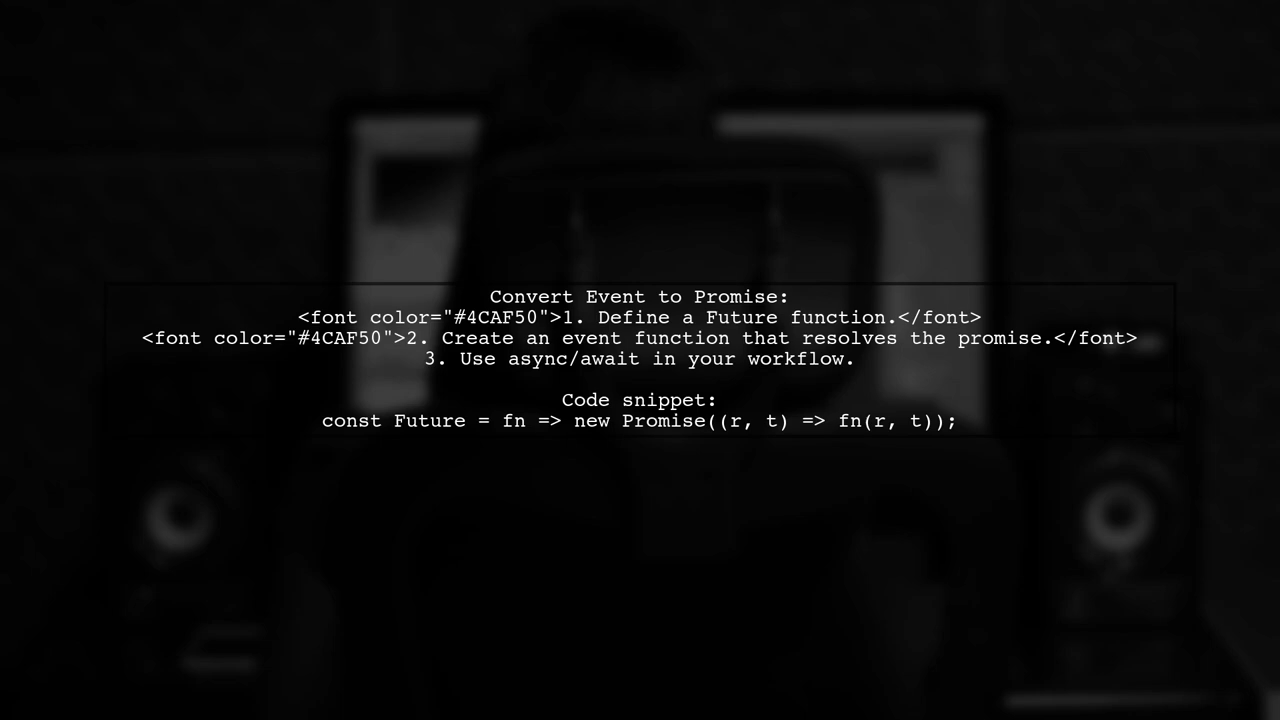 Convert Event to Promise:
<font color="#4CAF50">1. Define a Future function.</font>
<font color="#4CAF50">2. Create an event function that resolves the promise.</font>
3. Use async/await in your workflow.
Code snippet:
const Future = fn => new Promise((r, t) => fn(r, t));